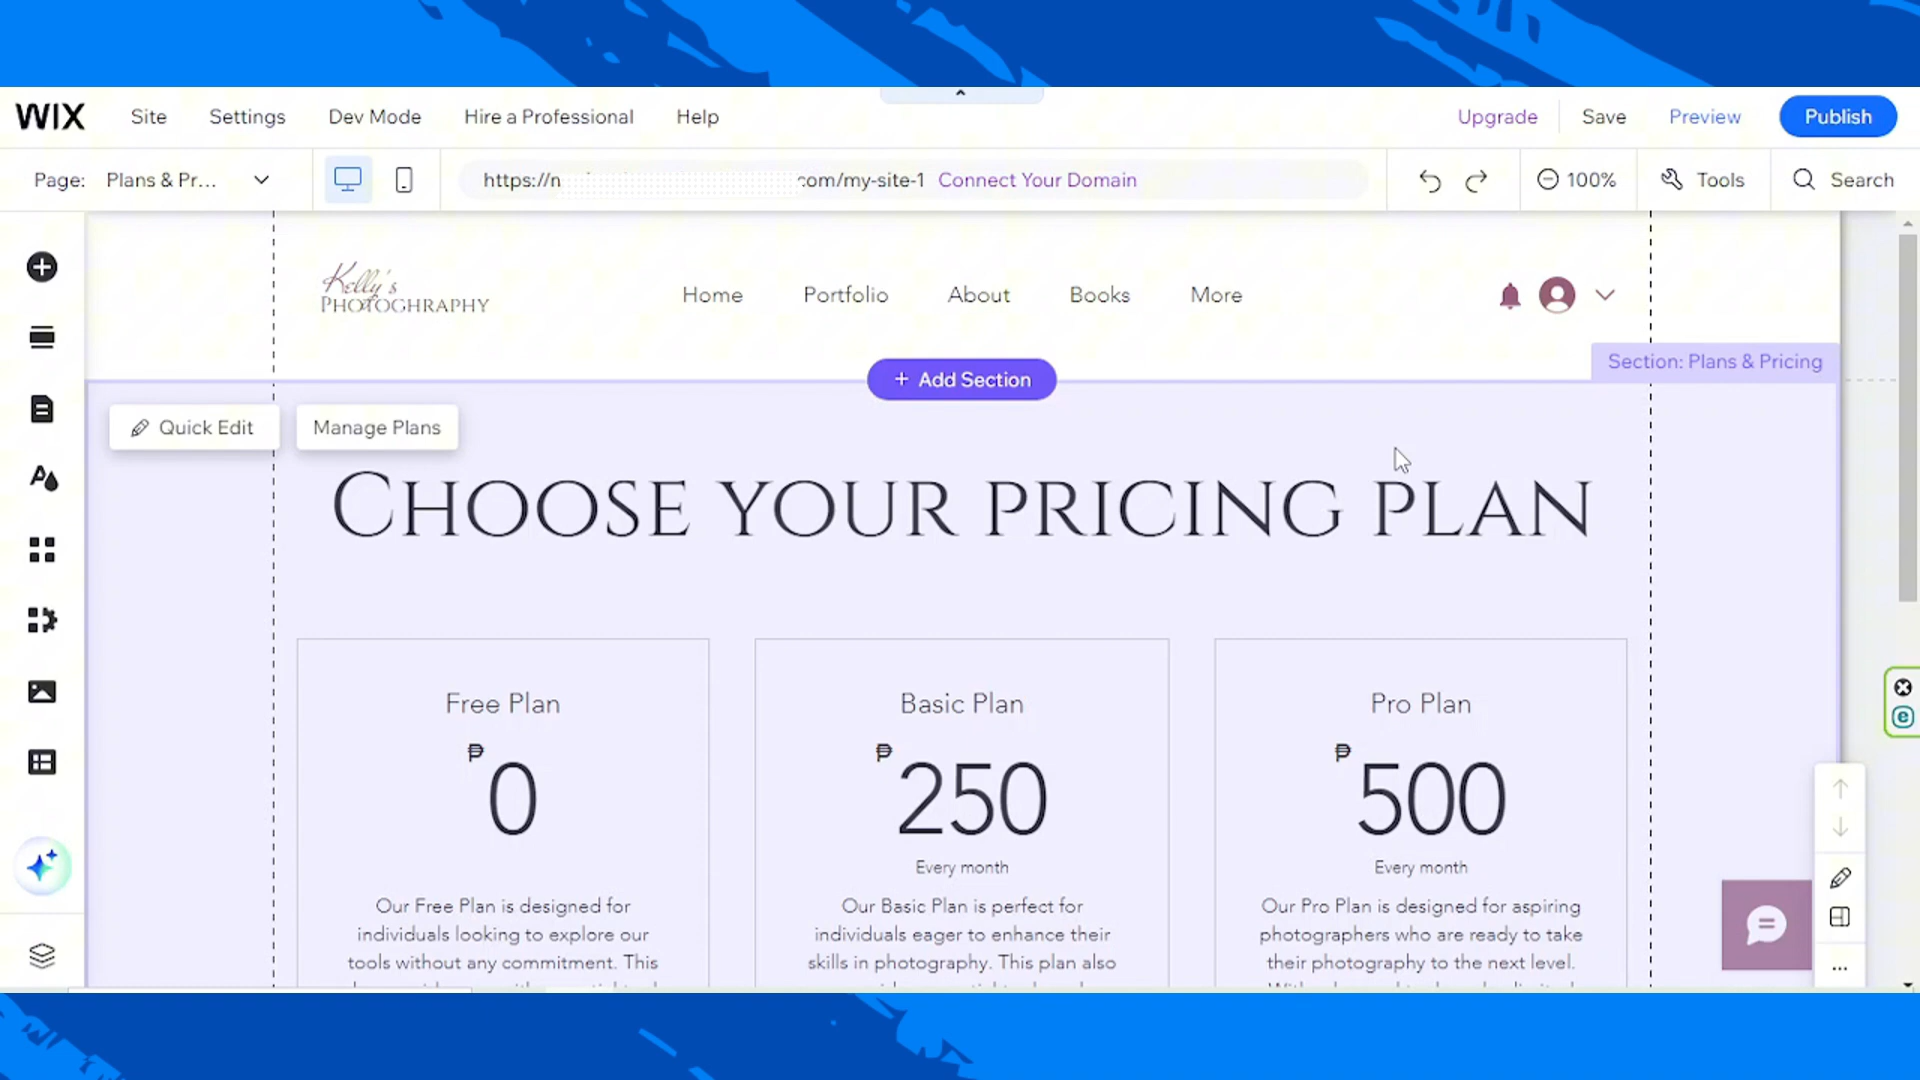 WIX Site Settings Dev Mode Hire a Professional Help Upgrade Save Preview Publish
Page: Plans & Pr... https://n com/my-site-1 Connect Your Domain 100% Tools Search
Kelly's
PHOTOGHRAPHY
Home Portfolio About Books More
Section: Plans & Pricing
+ Add Section
Quick Edit Manage Plans
CHOOSE YOUR PRICING PLAN
Free Plan
₱0
Our Free Plan is designed for
individuals looking to explore our
tools without any commitment. This
Basic Plan
₱250
Every month
Our Basic Plan is perfect for
individuals eager to enhance their
skills in photography. This plan also
Pro Plan
₱500
Every month
Our Pro Plan is designed for aspiring
photographers who are ready to take
their photography to the next level.